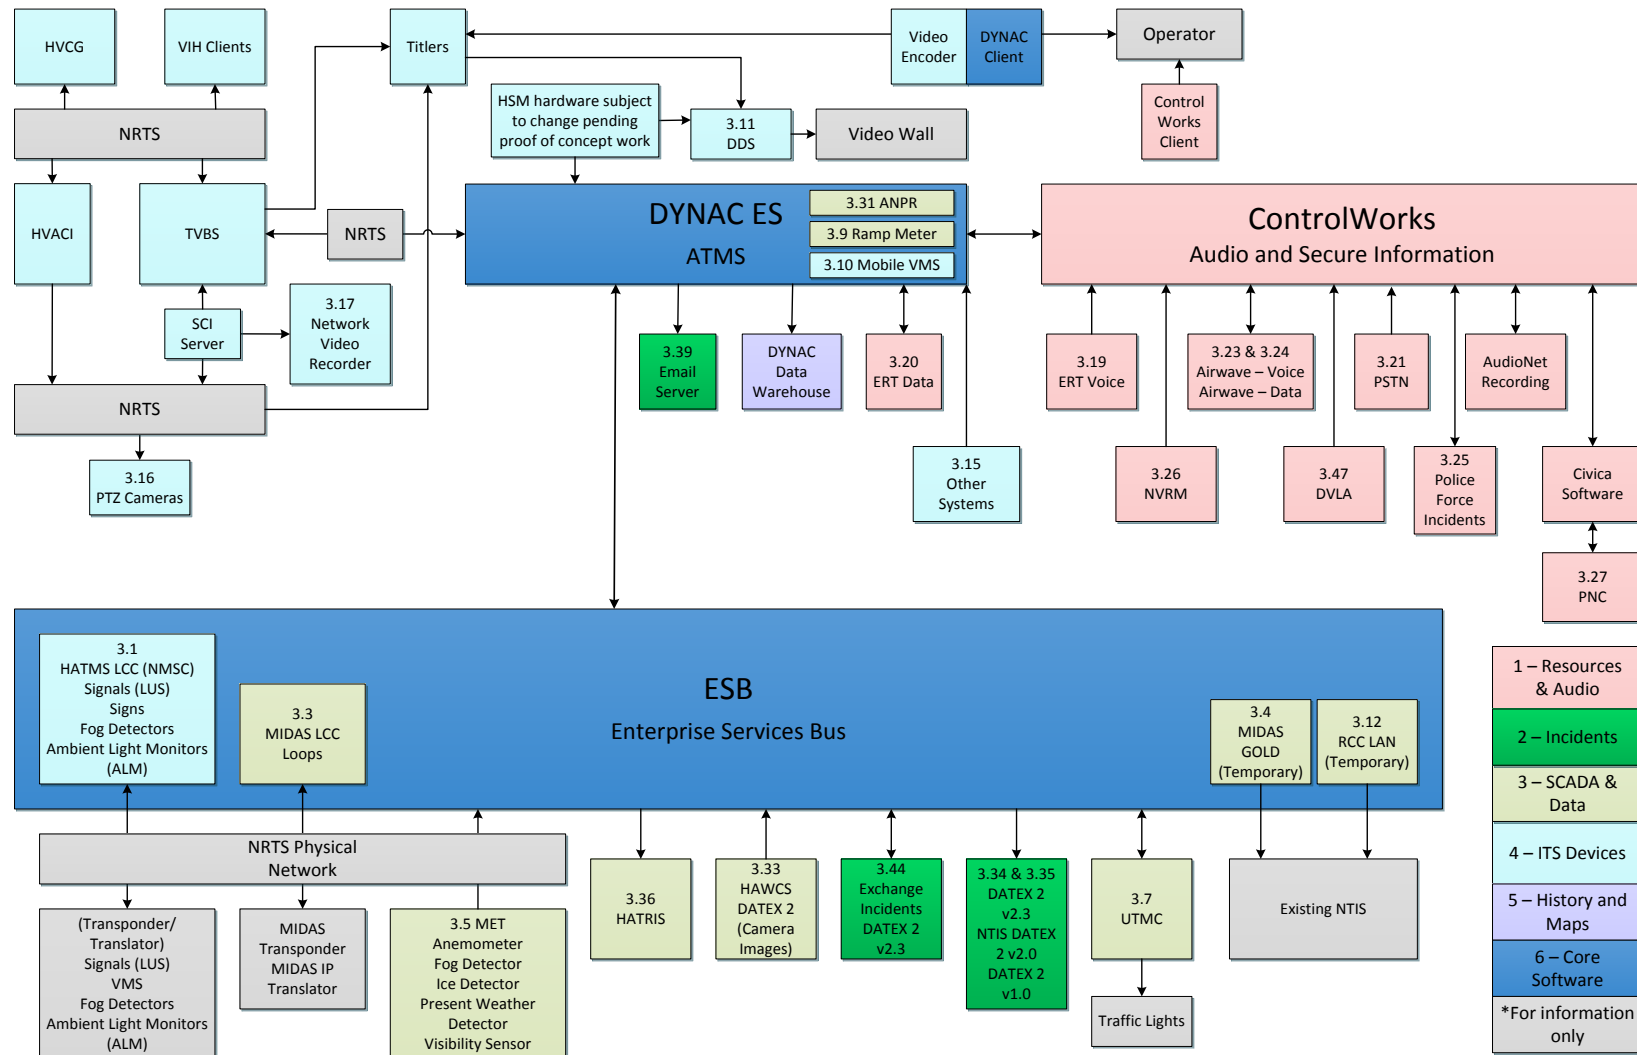 HVCG
VIH Clients
Titlers
Video
Encoder
DYNAC
Client
Operator
NRTS
HSM hardware subject
to change pending
proof of concept work
3.11
DDS
Video Wall
Control
Works
Client
HVACI
TVBS
NRTS
DYNAC ES
ATMS
3.31 ANPR
3.9 Ramp Meter
3.10 Mobile VMS
ControlWorks
Audio and Secure Information
SCI
Server
3.17
Network
Video
Recorder
3.39
Email
Server
DYNAC
Data
Warehouse
3.20
ERT Data
3.19
ERT Voice
3.23 & 3.24
Airwave – Voice
Airwave – Data
3.21
PSTN
AudioNet
Recording
NRTS
3.16
PTZ Cameras
3.15
Other
Systems
3.26
NVRM
3.47
DVLA
3.25
Police
Force
Incidents
Civica
Software
3.27
PNC
3.1
HATMS LCC (NMSC)
Signals (LUS)
Signs
Fog Detectors
Ambient Light Monitors
(ALM)
3.3
MIDAS LCC
Loops
ESB
Enterprise Services Bus
3.4
MIDAS
GOLD
(Temporary)
3.12
RCC LAN
(Temporary)
NRTS Physical
Network
(Transponder/
Translator)
Signals (LUS)
VMS
Fog Detectors
Ambient Light Monitors
(ALM)
MIDAS
Transponder
MIDAS IP
Translator
3.5 MET
Anemometer
Fog Detector
Ice Detector
Present Weather
Detector
Visibility Sensor
3.36
HATRIS
3.33
HAWCS
DATEX 2
(Camera
Images)
3.44
Exchange
Incidents
DATEX 2
v2.3
3.34 & 3.35
DATEX 2
v2.3
NTIS DATEX
2 v2.0
DATEX 2
v1.0
3.7
UTMC
Traffic Lights
Existing NTIS
1 – Resources
& Audio
2 – Incidents
3 – SCADA &
Data
4 – ITS Devices
5 – History and
Maps
6 – Core
Software
*For information
only